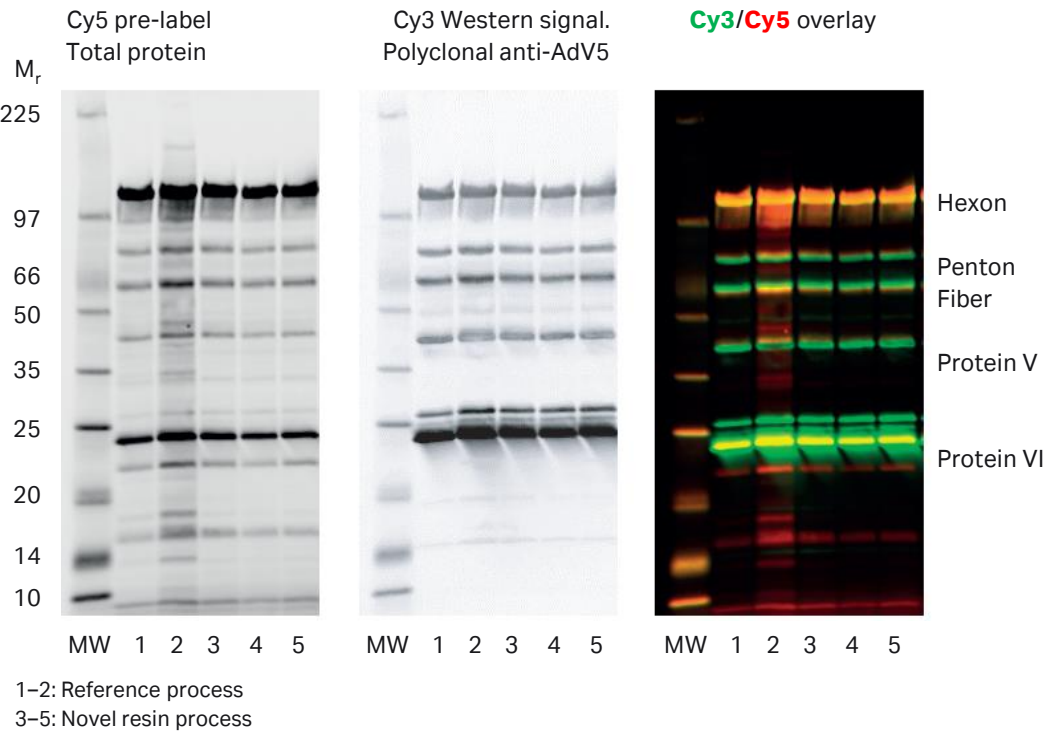 Cy5 pre-label
Total protein
Cy3 Western signal.
Polyclonal anti-AdV5
Cy3/Cy5 overlay
Mr
225
97
66
50
35
25
20
14
10
Hexon
Penton
Fiber
Protein V
Protein VI
MW 1 2 3 4 5
MW 1 2 3 4 5
MW 1 2 3 4 5
1–2: Reference process
3–5: Novel resin process